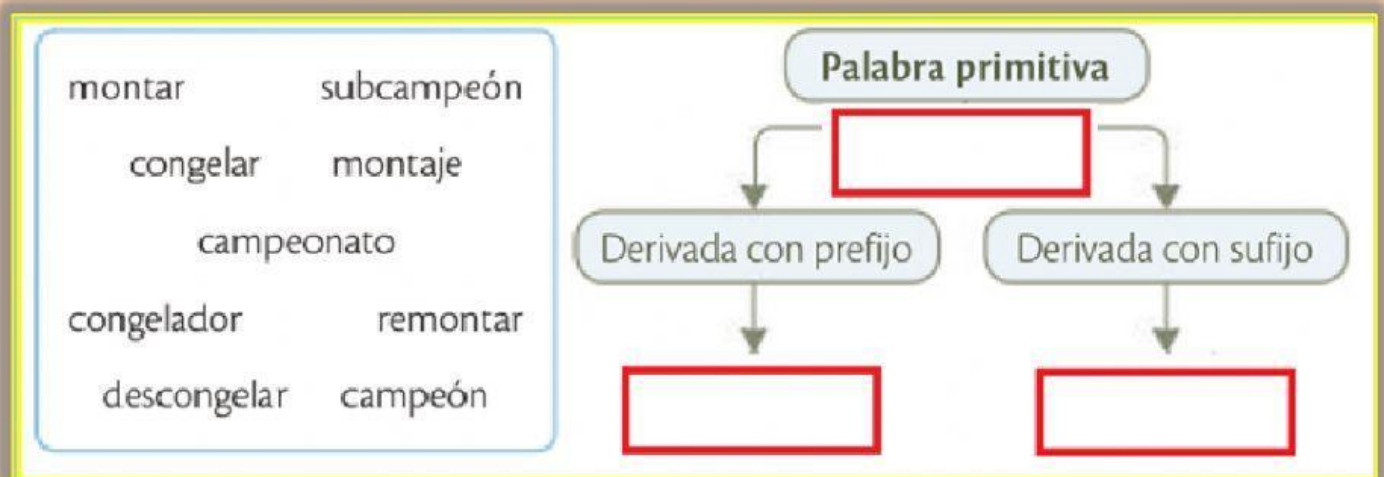 montar subcampeón
congelar montaje
campeonato
congelador remontar
descongelar campeón
Palabra primitiva
Derivada con prefijo Derivada con sufijo